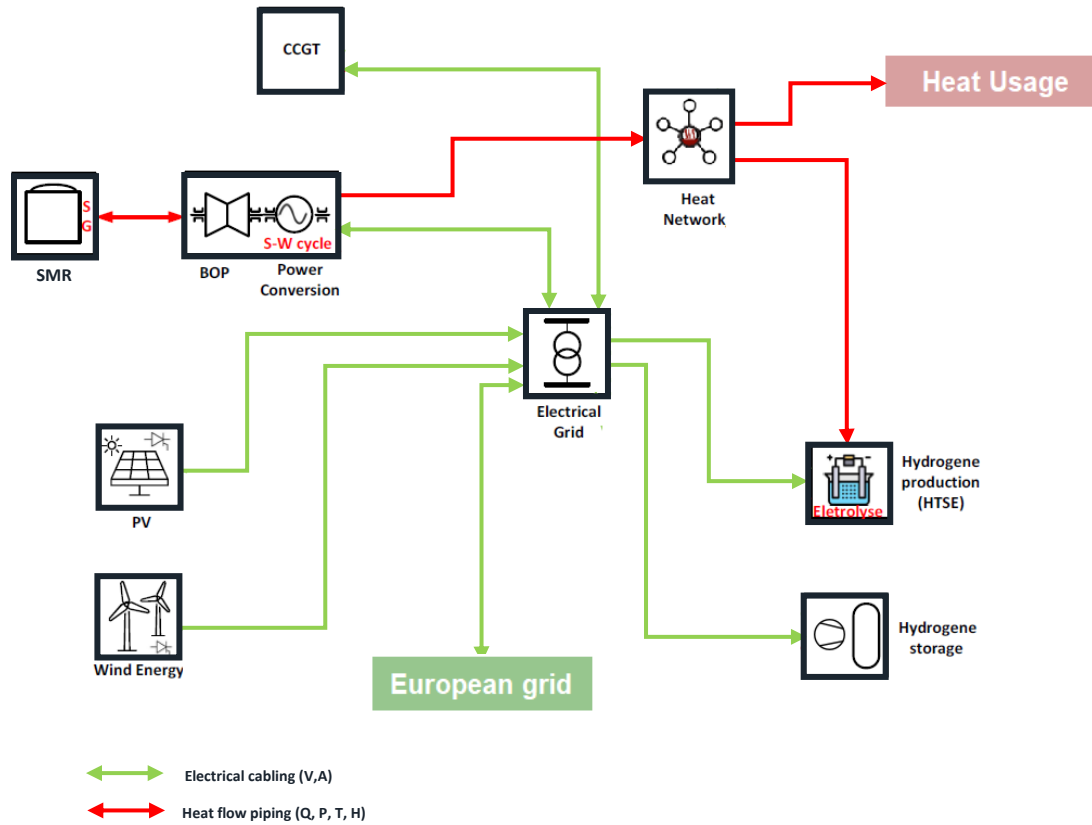 CCGT
Heat Usage
Heat
Network
S
G
SMR
S-W cycle
BOP
Power
Conversion
Electrical
Grid
PV
Eletrolyse
Hydrogene
production
(HTSE)
Wind Energy
European grid
Hydrogene
storage
Electrical cabling (V,A)
Heat flow piping (Q, P, T, H)